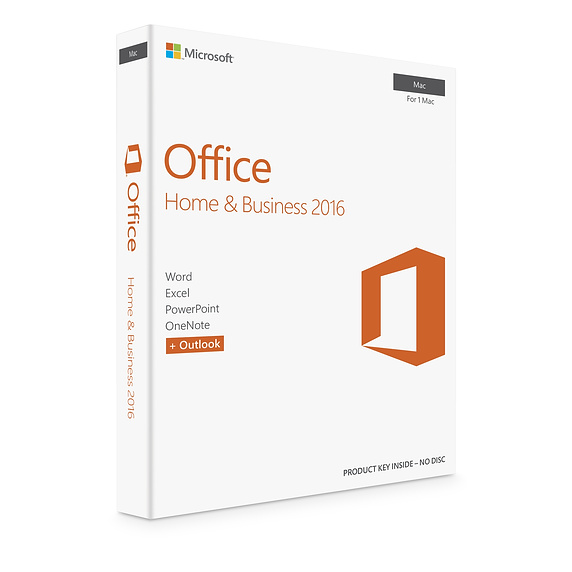 Mac
Office
Home & Business 2016
Microsoft
Mac
For 1 Mac
Office
Home & Business 2016
Word
Excel
PowerPoint
OneNote
+ Outlook
PRODUCT KEY INSIDE – NO DISC